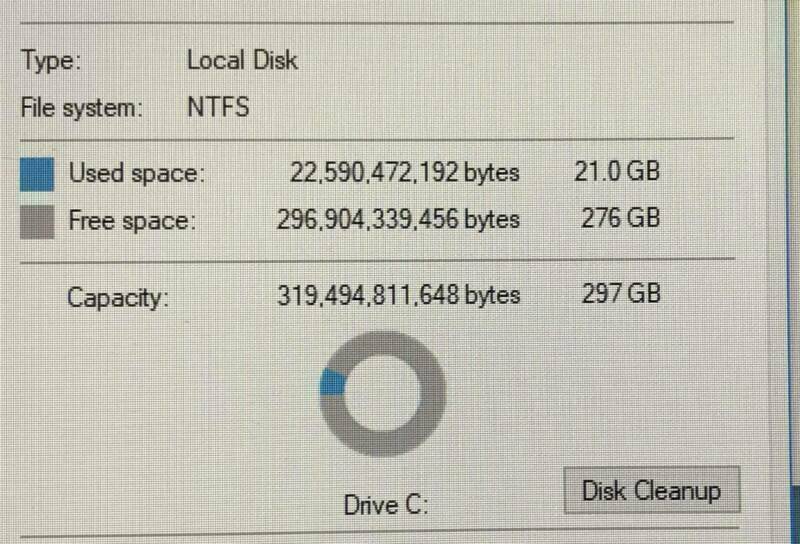 Type: Local Disk
File system: NTFS
Used space: 22,590,472,192 bytes 21.0 GB
Free space: 296,904,339,456 bytes 276 GB
Capacity: 319,494,811,648 bytes 297 GB
Drive C:
Disk Cleanup